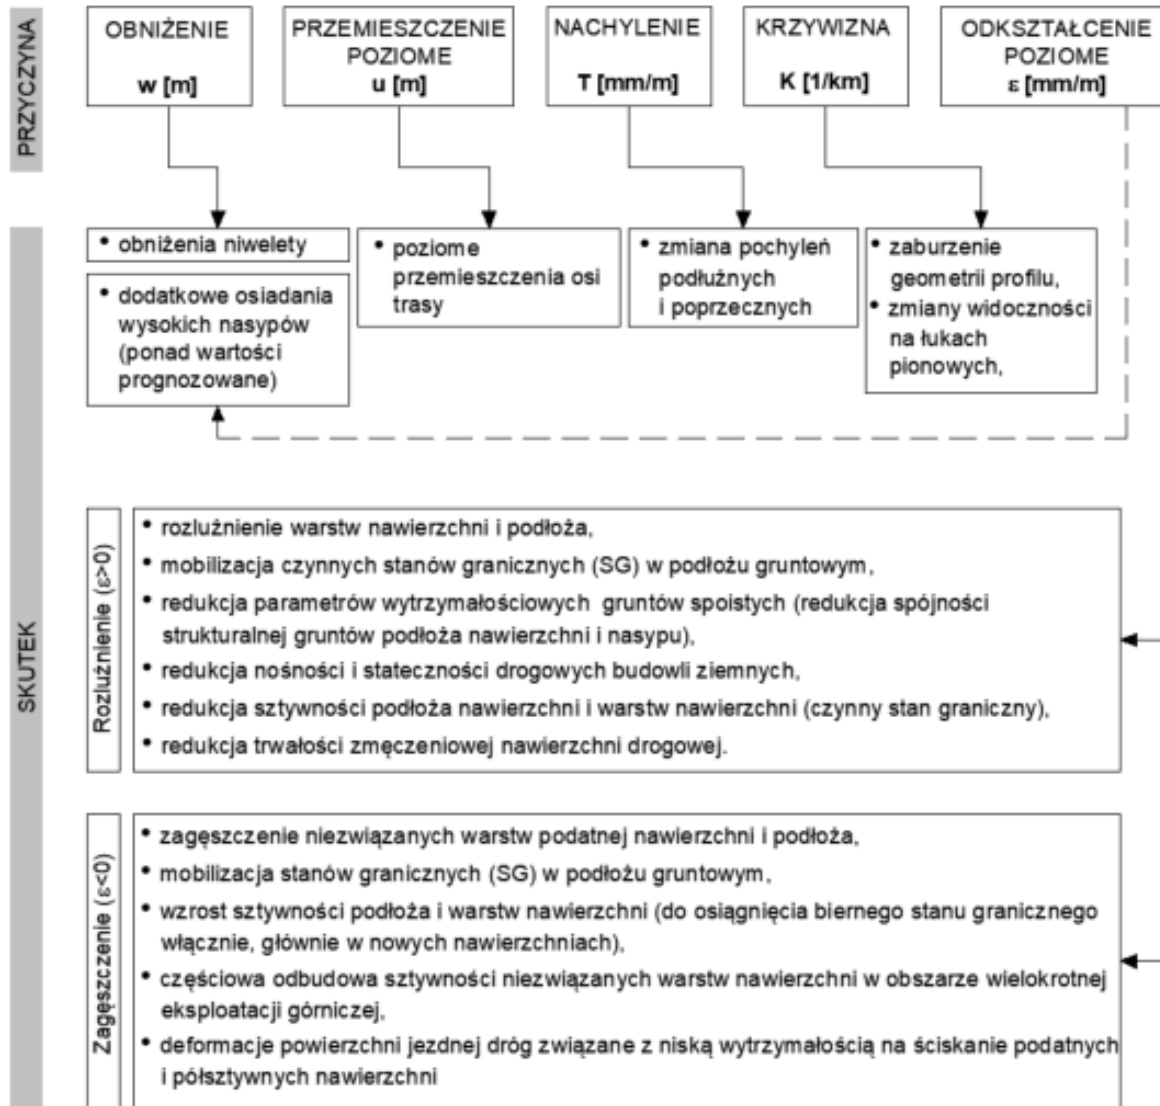 PRZYCZYNA
OBNIŻENIE
w [m]
PRZEMIESZCZENIE
POZIOME
u [m]
NACHYLENIE
T [mm/m]
KRZYWIZNA
K [1/km]
ODKSZTAŁCENIE
POZIOME
ε [mm/m]
SKUTEK
• obniżenia niwelety
• dodatkowe osiadania
wysokich nasypów
(ponad wartości
prognozowane)
• poziome
przemieszczenia osi
trasy
• zmiana pochyleń
podłużnych
i poprzecznych
• zaburzenie
geometrii profilu,
• zmiany widoczności
na łukach
pionowych,
Rozluźnienie (ε>0)
• rozluźnienie warstw nawierzchni i podłoża,
• mobilizacja czynnych stanów granicznych (SG) w podłożu gruntowym,
• redukcja parametrów wytrzymałościowych gruntów spoistych (redukcja spójności
strukturalnej gruntów podłoża nawierzchni i nasypu),
• redukcja nośności i stateczności drogowych budowli ziemnych,
• redukcja sztywności podłoża nawierzchni i warstw nawierzchni (czynny stan graniczny),
• redukcja trwałości zmęczeniowej nawierzchni drogowej.
Zagęszczenie (ε<0)
• zagęszczenie niezwiązanych warstw podatnej nawierzchni i podłoża,
• mobilizacja stanów granicznych (SG) w podłożu gruntowym,
• wzrost sztywności podłoża i warstw nawierzchni (do osiągnięcia biernego stanu granicznego
włącznie, głównie w nowych nawierzchniach),
• częściowa odbudowa sztywności niezwiązanych warstw nawierzchni w obszarze wielokrotnej
eksploatacji górniczej,
• deformacje powierzchni jezdnej dróg związane z niską wytrzymałością na ściskanie podatnych
i półsztywnych nawierzchni